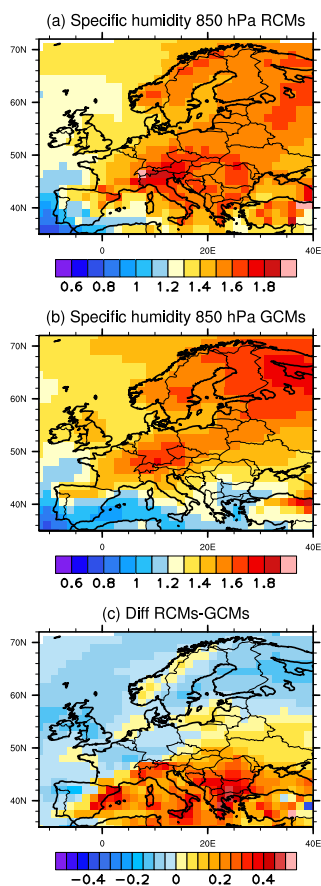 (a) Specific humidity 850 hPa RCMs
70N
60N
50N
40N
0 20E 40E
0.6 0.8 1 1.2 1.4 1.6 1.8
(b) Specific humidity 850 hPa GCMs
70N
60N
50N
40N
0 20E 40E
0.6 0.8 1 1.2 1.4 1.6 1.8
(c) Diff RCMs-GCMs
70N
60N
50N
40N
0 20E 40E
−0.4 −0.2 0 0.2 0.4